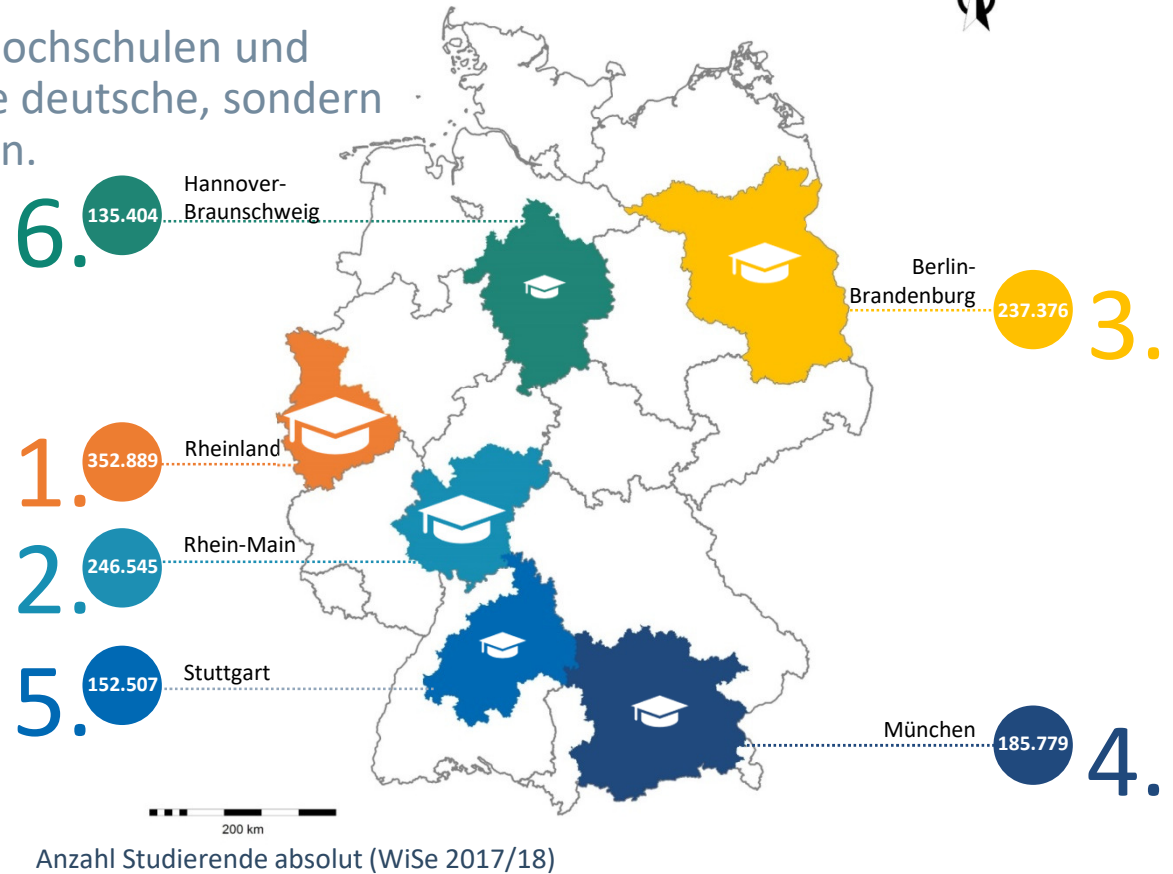 ochschulen und
e deutsche, sondern
n.
6.
135.404
Hannover-
Braunschweig
Berlin-
Brandenburg
237.376
3.
1.
352.889
Rheinland
2.
246.545
Rhein-Main
5.
152.507
Stuttgart
München
185.779
4.
200 km
Anzahl Studierende absolut (WiSe 2017/18)